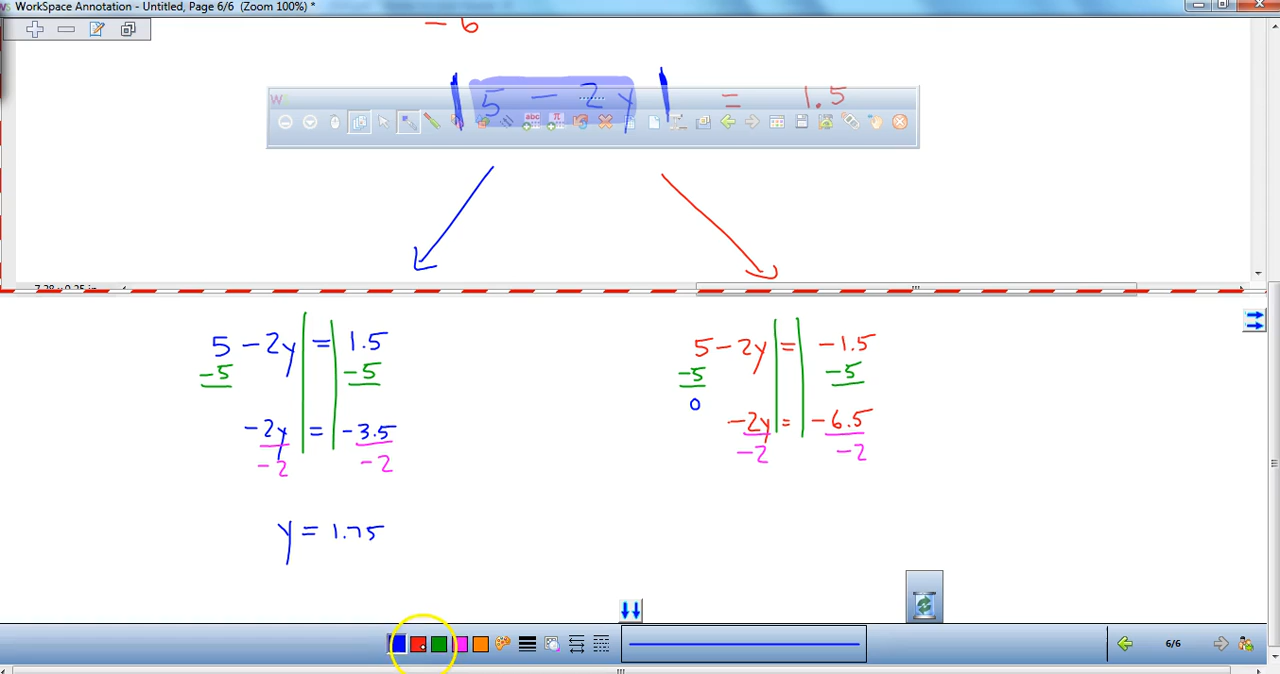 WorkSpace Annotation - Untitled, Page 6/6 (Zoom 100%) *
- 6
|5 - 2y| = 1.5
abc
π
5 - 2y = 1.5
-5 -5
-2y = -3.5
-2 -2
y = 1.75
5 - 2y = -1.5
-5 -5
0
-2y = -6.5
-2 -2
6/6